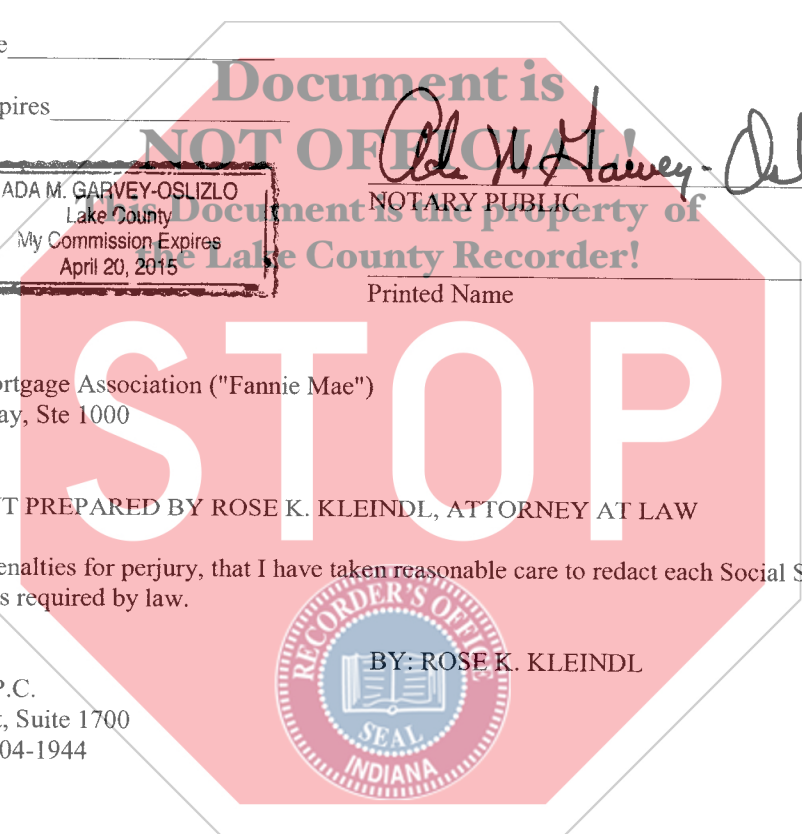 e
Document is
pires
NOT OFFICIAL!
Ada M Garvey-Osl
ADA M. GARVEY-OSLIZLO
Lake County
My Commission Expires
April 20, 2015
NOTARY PUBLIC
This Document is the property of
the Lake County Recorder!
Printed Name
STOP
ortgage Association ("Fannie Mae")
ay, Ste 1000
T PREPARED BY ROSE K. KLEINDL, ATTORNEY AT LAW
enalties for perjury, that I have taken reasonable care to redact each Social S
s required by law.
RECORDER'S OFFICE
SEAL
INDIANA
BY: ROSE K. KLEINDL
P.C.
t, Suite 1700
04-1944